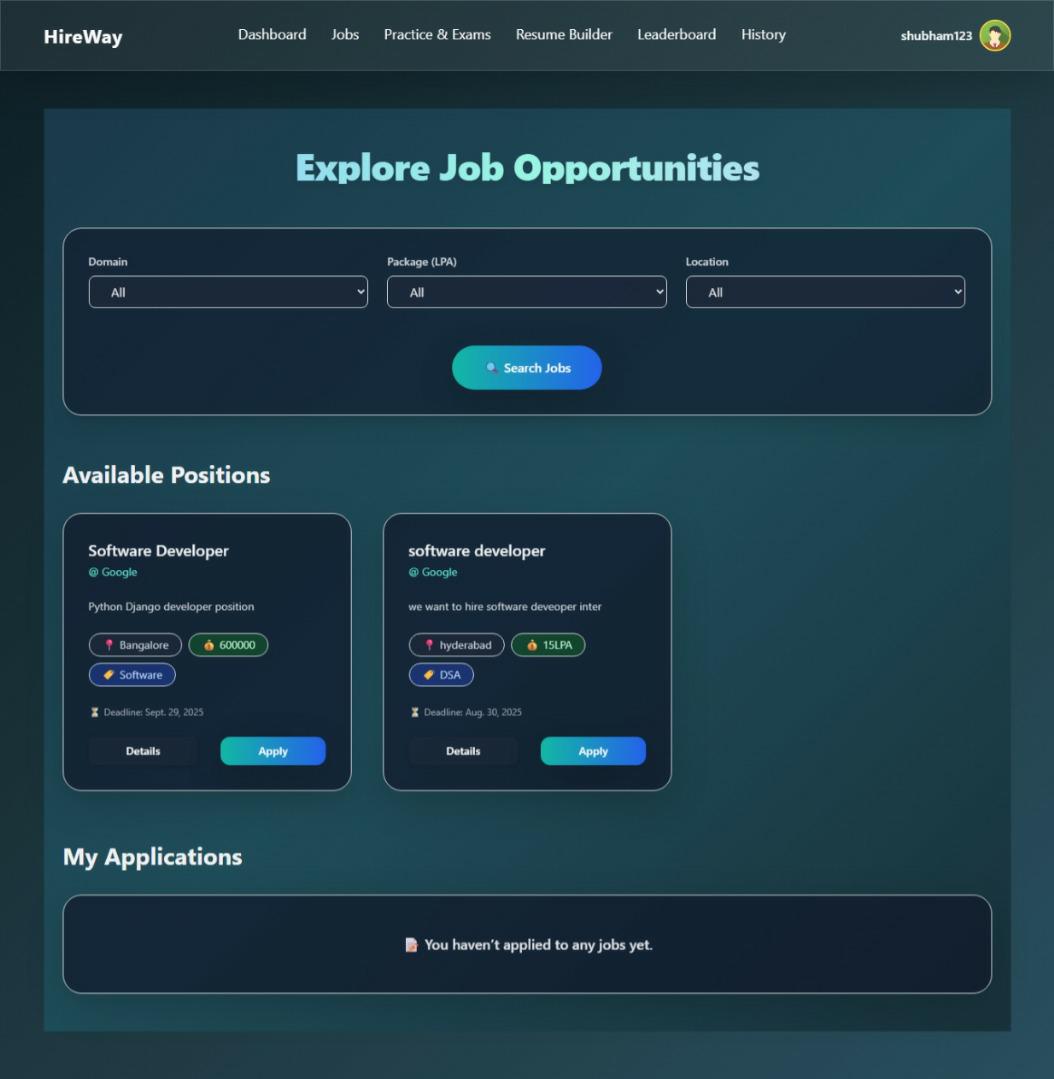 HireWay
Dashboard Jobs Practice & Exams Resume Builder Leaderboard History
shubham123
Explore Job Opportunities
Domain Package (LPA) Location
All All All
🔍 Search Jobs
Available Positions
Software Developer
@ Google
Python Django developer position
📍 Bangalore 💰 600000
🏷️ Software
⏳ Deadline: Sept. 29, 2025
Details Apply
software developer
@ Google
we want to hire software deveoper inter
📍 hyderabad 💰 15LPA
🏷️ DSA
⏳ Deadline: Aug. 30, 2025
Details Apply
My Applications
📝 You haven’t applied to any jobs yet.